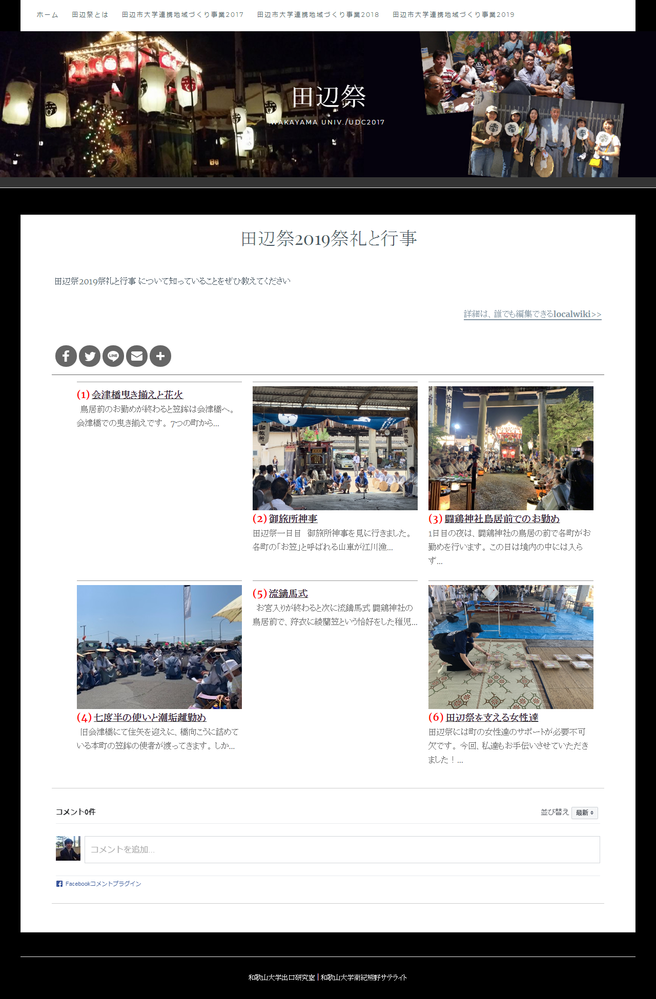 ホーム 田辺祭とは 田辺市大学連携地域づくり事業2017 田辺市大学連携地域づくり事業2018 田辺市大学連携地域づくり事業2019
田辺祭
WAKAYAMA UNIV./UDC2017
田辺祭2019祭礼と行事
田辺祭2019祭礼と行事 について知っていることをぜひ教えてください
詳細は、誰でも編集できるlocalwiki>>
LINE
(1) 会津橋曳き揃えと花火
鳥居前のお勤めが終わると笠鉾は会津橋へ。
会津橋での曳き揃えです。 7つの町から...
御旅所
御旅所
(2) 御旅所神事
田辺祭一日目　御旅所神事を見に行きました。
各町の「お笠」と呼ばれる山車が江川漁...
(3) 闘鶏神社鳥居前でのお勤め
1日目の夜は、闘鶏神社の鳥居の前で各町がお
勤めを行います。この日は境内の中には入ら
ず...
(4) 七度半の使いと潮垢離勤め
旧会津橋にて住矢を迎えに、橋向こうに詰めて
いる本町の笠鉾の使者が渡ってきます。しか...
(5) 流鏑馬式
お宮入りが終わると次に流鏑馬式 闘鶏神社の
鳥居前で、狩衣に綾蘭笠という恰好をした稚児...
(6) 田辺祭を支える女性達
田辺祭には町の女性達のサポートが必要不可
欠です。 今回、私達もお手伝いさせていただき
ました！...
コメント0件
並び替え 最新
コメントを追加...
Facebookコメントプラグイン
和歌山大学出口研究室 | 和歌山大学南紀熊野サテライト